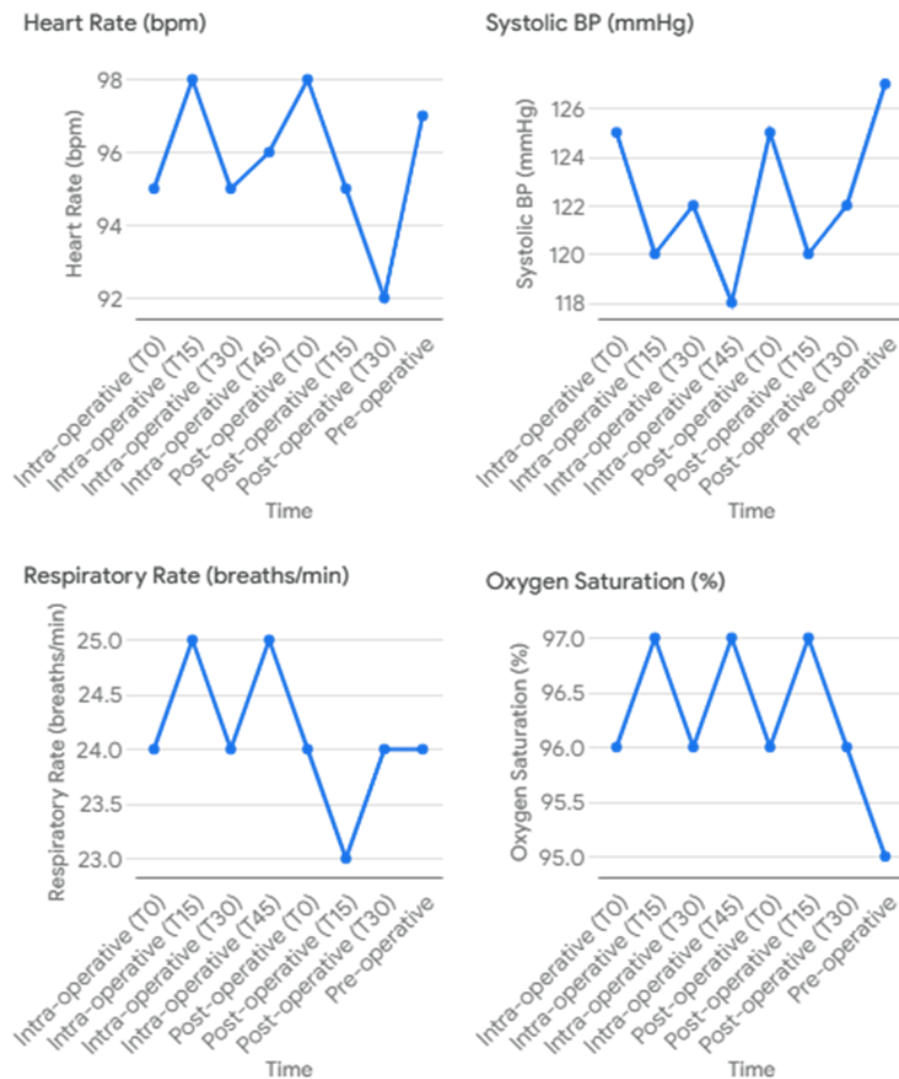 Heart Rate (bpm)
Heart Rate (bpm)
98
96
94
92
Intra-operative (T0)
Intra-operative (T15)
Intra-operative (T30)
Intra-operative (T45)
Post-operative (T0)
Post-operative (T15)
Post-operative (T30)
Pre-operative
Time
Systolic BP (mmHg)
Systolic BP (mmHg)
126
124
122
120
118
Intra-operative (T0)
Intra-operative (T15)
Intra-operative (T30)
Intra-operative (T45)
Post-operative (T0)
Post-operative (T15)
Post-operative (T30)
Pre-operative
Time
Respiratory Rate (breaths/min)
Respiratory Rate (breaths/min)
25.0
24.5
24.0
23.5
23.0
Intra-operative (T0)
Intra-operative (T15)
Intra-operative (T30)
Intra-operative (T45)
Post-operative (T0)
Post-operative (T15)
Post-operative (T30)
Pre-operative
Time
Oxygen Saturation (%)
Oxygen Saturation (%)
97.0
96.5
96.0
95.5
95.0
Intra-operative (T0)
Intra-operative (T15)
Intra-operative (T30)
Intra-operative (T45)
Post-operative (T0)
Post-operative (T15)
Post-operative (T30)
Pre-operative
Time